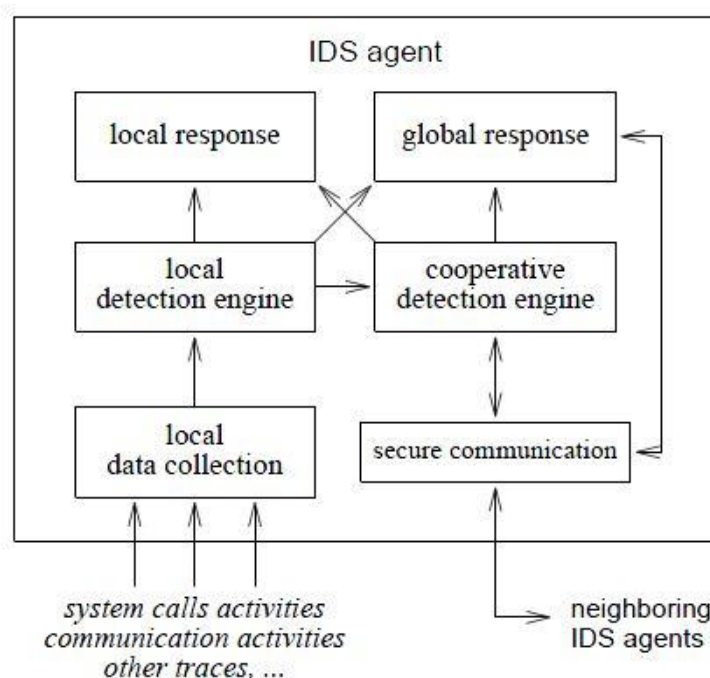 IDS agent
local response
global response
local
detection engine
cooperative
detection engine
local
data collection
secure communication
system calls activities
communication activities
other traces, ...
neighboring
IDS agents